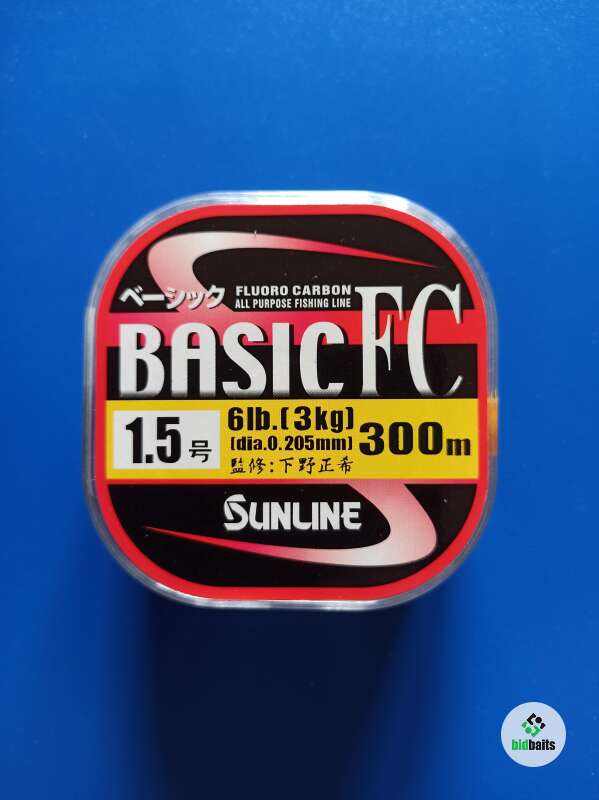 ベーシック
FLUORO CARBON
ALL PURPOSE FISHING LINE
BASIC FC
1.5号
6lb.(3kg)
(dia.0.205mm)
300m
監修:下野正希
SUNLINE
bidbaits